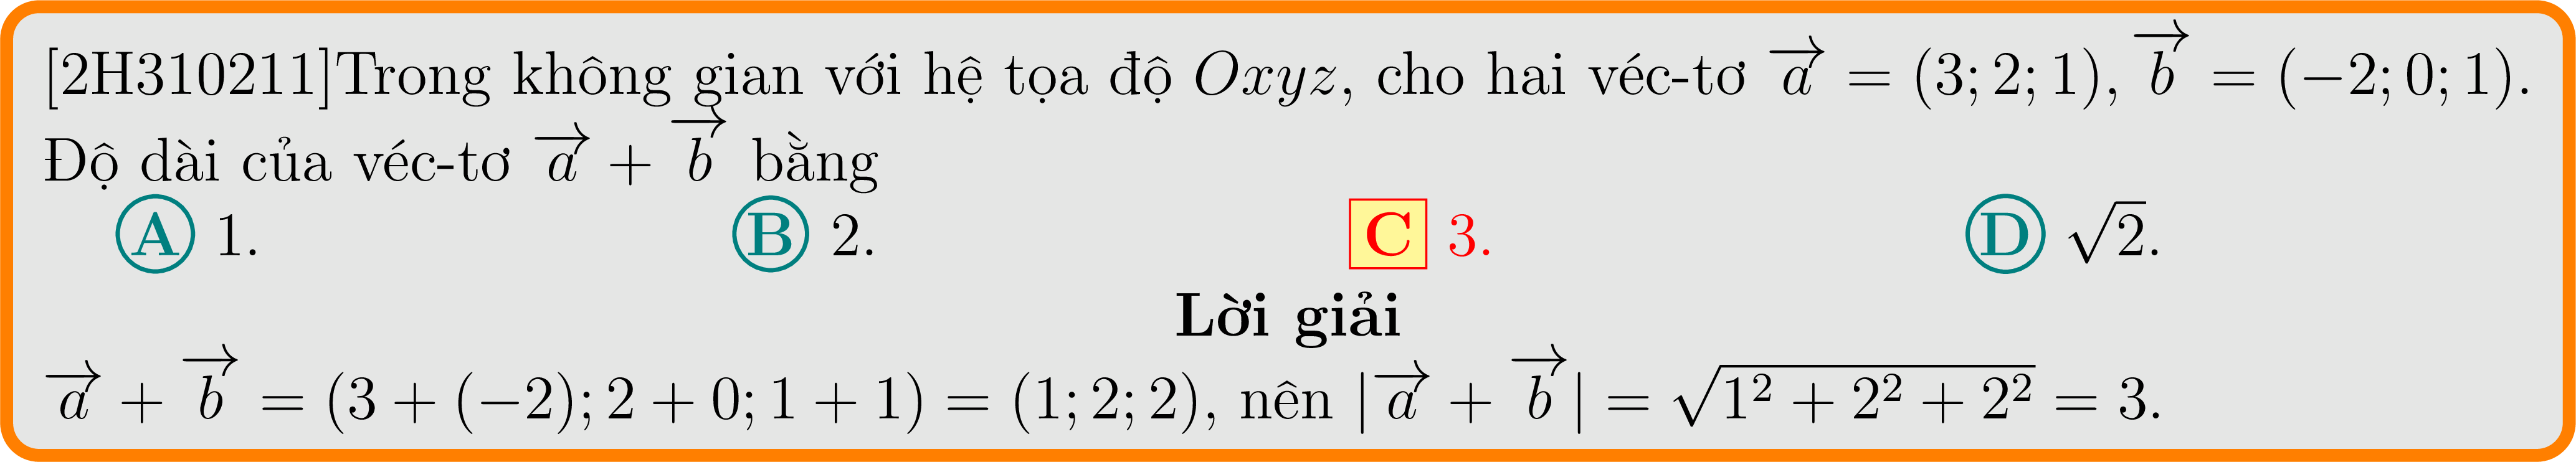 [2H310211]Trong không gian với hệ tọa độ $Oxyz$, cho hai véc-tơ $\overrightarrow{a} = (3; 2; 1)$, $\overrightarrow{b} = (-2; 0; 1)$.
Độ dài của véc-tơ $\overrightarrow{a} + \overrightarrow{b}$ bằng
A 1. B 2. C 3. D $\sqrt{2}$.
Lời giải
$\overrightarrow{a} + \overrightarrow{b} = (3 + (-2); 2 + 0; 1 + 1) = (1; 2; 2)$, nên $|\overrightarrow{a} + \overrightarrow{b}| = \sqrt{1^2 + 2^2 + 2^2} = 3$.